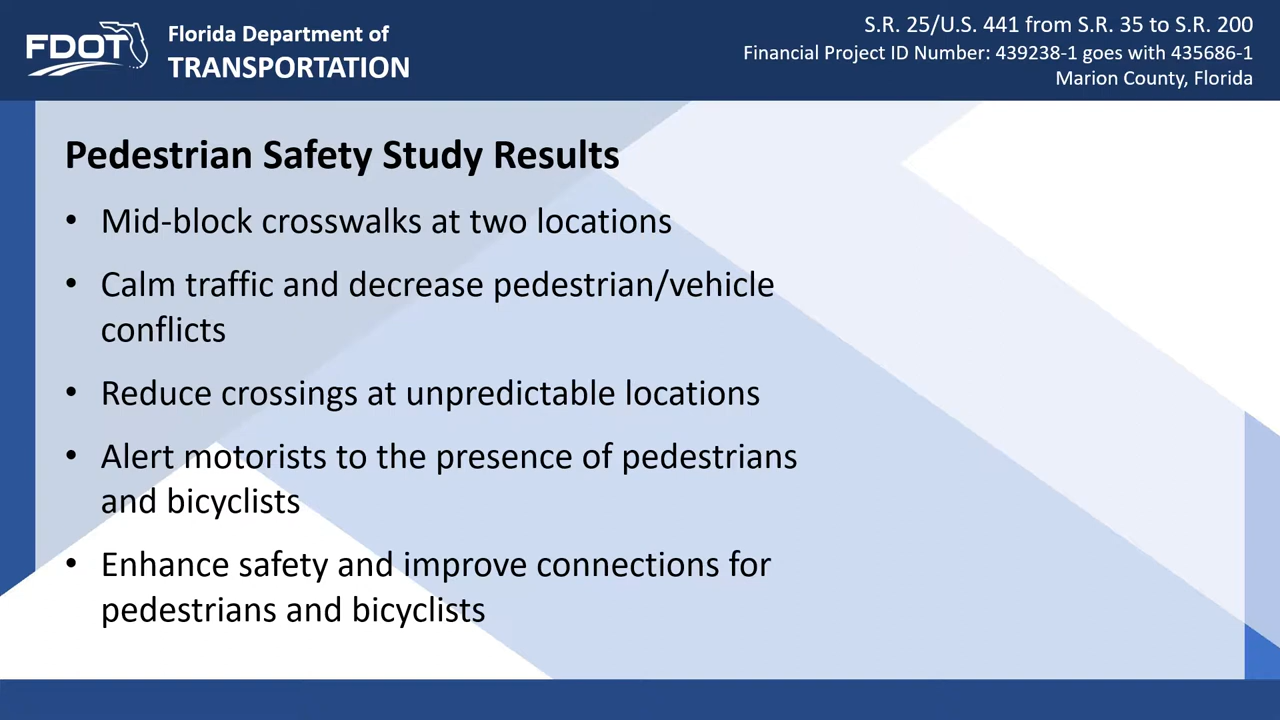 FDOT
Florida Department of
TRANSPORTATION
S.R. 25/U.S. 441 from S.R. 35 to S.R. 200
Financial Project ID Number: 439238-1 goes with 435686-1
Marion County, Florida
Pedestrian Safety Study Results
• Mid-block crosswalks at two locations
• Calm traffic and decrease pedestrian/vehicle
conflicts
• Reduce crossings at unpredictable locations
• Alert motorists to the presence of pedestrians
and bicyclists
• Enhance safety and improve connections for
pedestrians and bicyclists